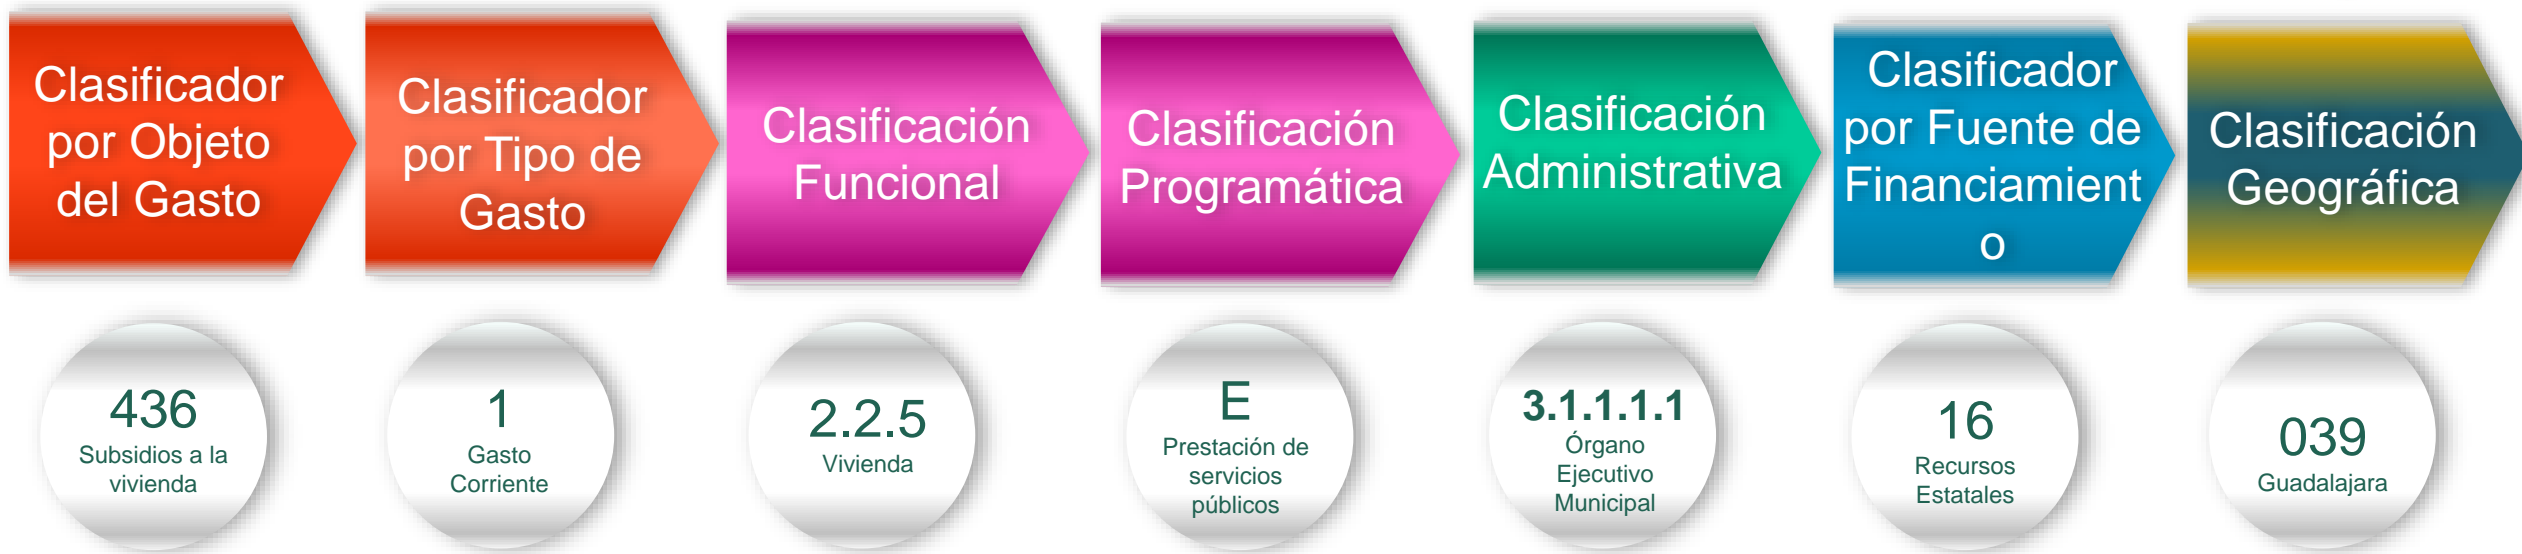 Clasificador
por Objeto
del Gasto
Clasificador
por Tipo de
Gasto
Clasificación
Funcional
Clasificación
Programática
Clasificación
Administrativa
Clasificador
por Fuente de
Financiamient
o
Clasificación
Geográfica
436
Subsidios a la
vivienda
1
Gasto
Corriente
2.2.5
Vivienda
E
Prestación de
servicios
públicos
3.1.1.1.1
Órgano
Ejecutivo
Municipal
16
Recursos
Estatales
039
Guadalajara